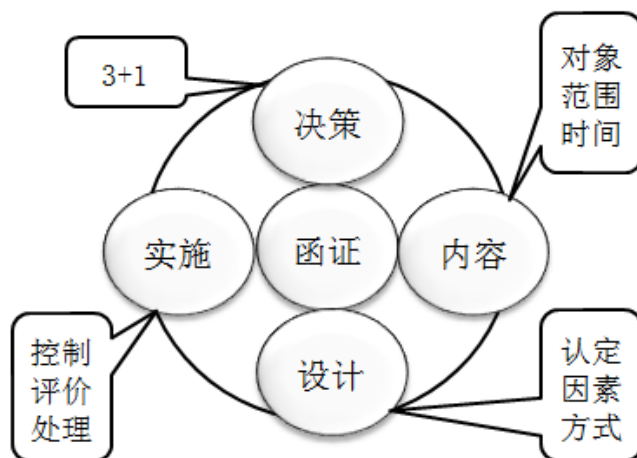 3+1
决策
对象
范围
时间
实施
函证
内容
控制
评价
处理
设计
认定
因素
方式